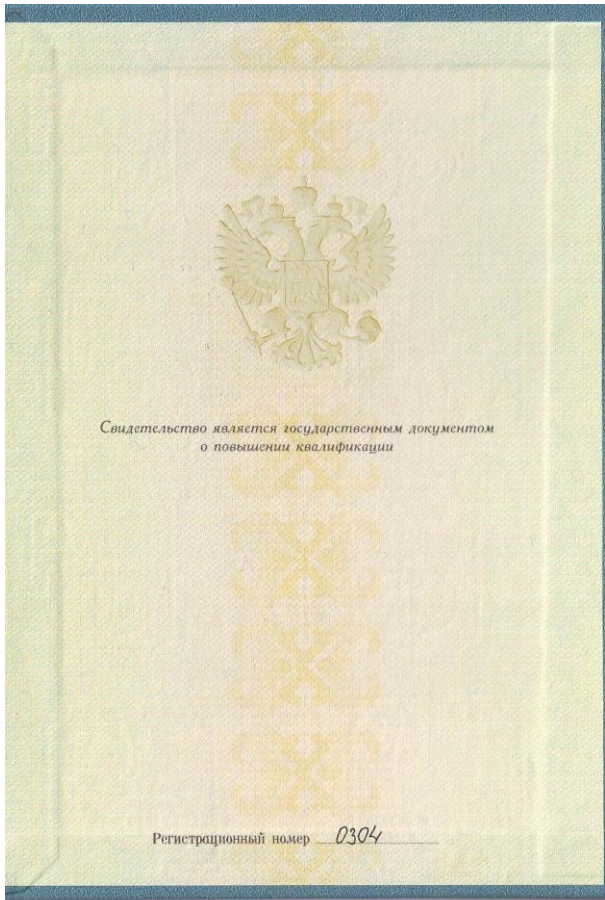 Свидетельство является государственным документом
о повышении квалификации
Регистрационный номер 0304